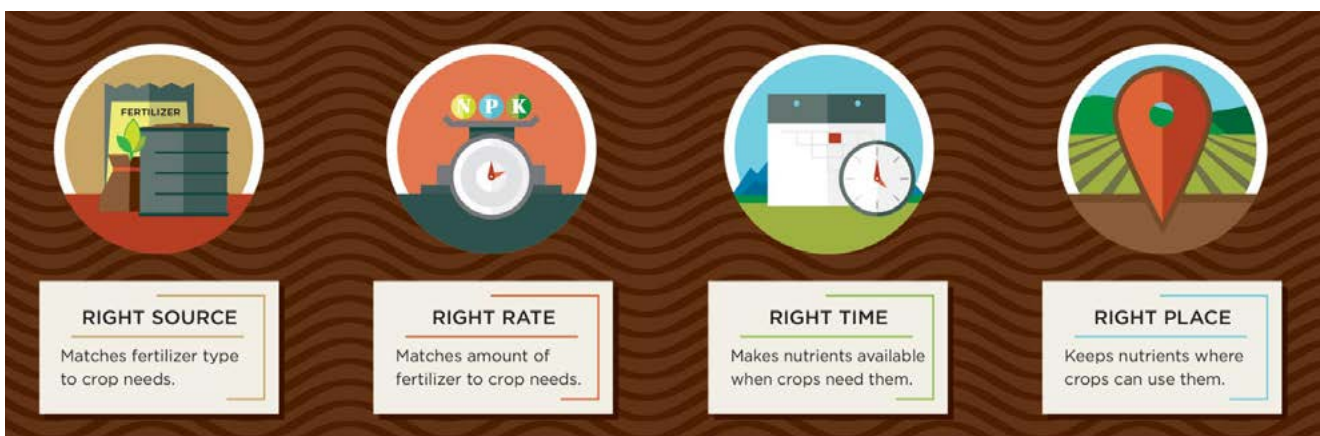 FERTILIZER
N P K
RIGHT SOURCE
Matches fertilizer type
to crop needs.
RIGHT RATE
Matches amount of
fertilizer to crop needs.
RIGHT TIME
Makes nutrients available
when crops need them.
RIGHT PLACE
Keeps nutrients where
crops can use them.